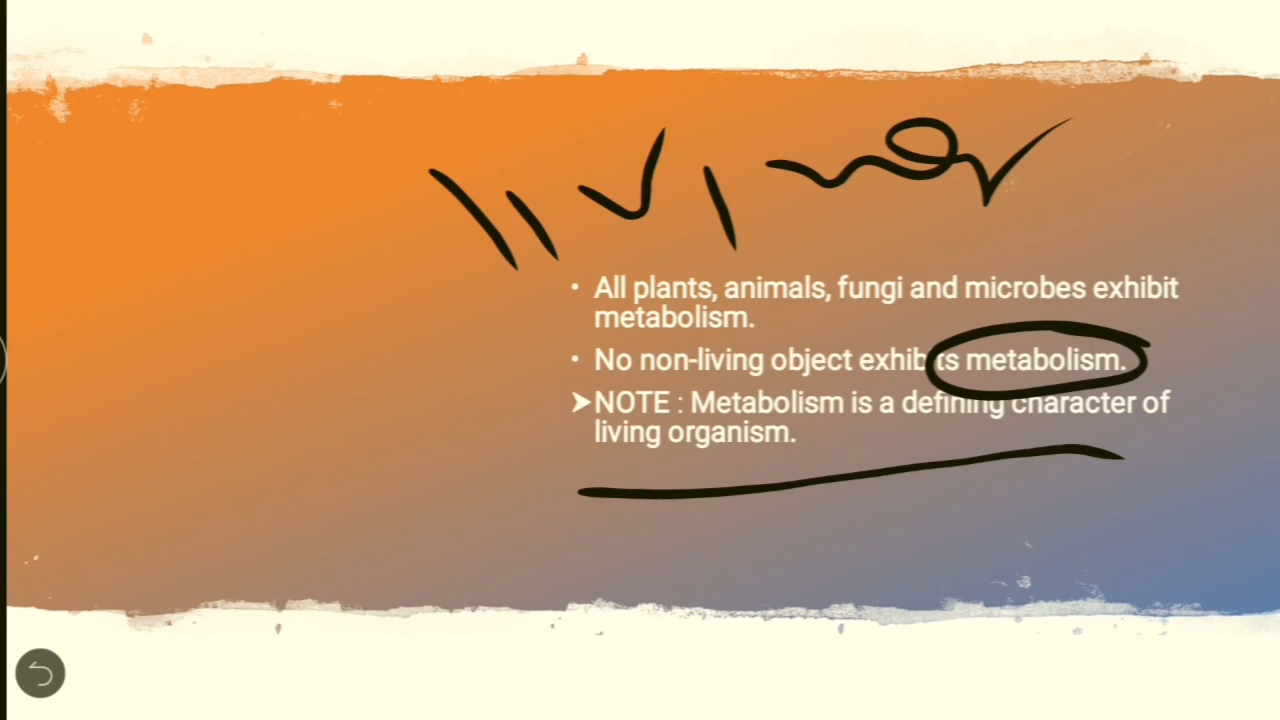 • All plants, animals, fungi and microbes exhibit
metabolism.
• No non-living object exhibits metabolism.
➤NOTE : Metabolism is a defining character of
living organism.